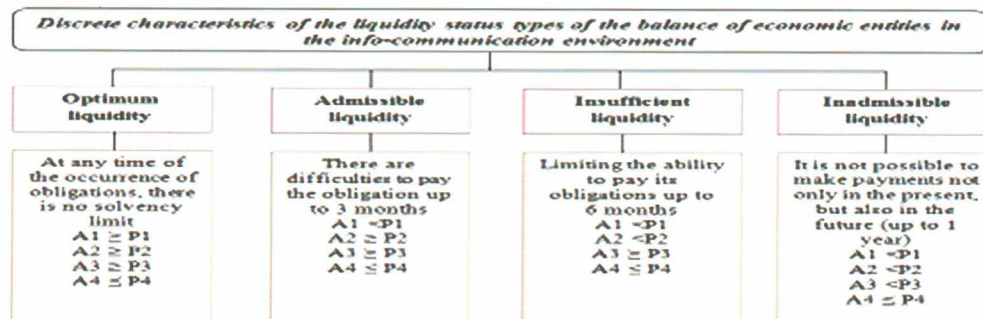 Discrete characteristics of the liquidity status types of the balance of economic entities in
the info-communication environment
Optimum
liquidity
Admissible
liquidity
Insufficient
liquidity
Inadmissible
liquidity
At any time of
the occurrence of
obligations, there
is no solvency
limit
A1 ≥ P1
A2 ≥ P2
A3 ≥ P3
A4 ≤ P4
There are
difficulties to pay
the obligation up
to 3 months
A1 <P1
A2 ≥ P2
A3 ≥ P3
A4 ≤ P4
Limiting the ability
to pay its
obligations up to
6 months
A1 <P1
A2 <P2
A3 ≥ P3
A4 ≤ P4
It is not possible to
make payments not
only in the present,
but also in the
future (up to 1
year)
A1 <P1
A2 <P2
A3 <P3
A4 ≤ P4